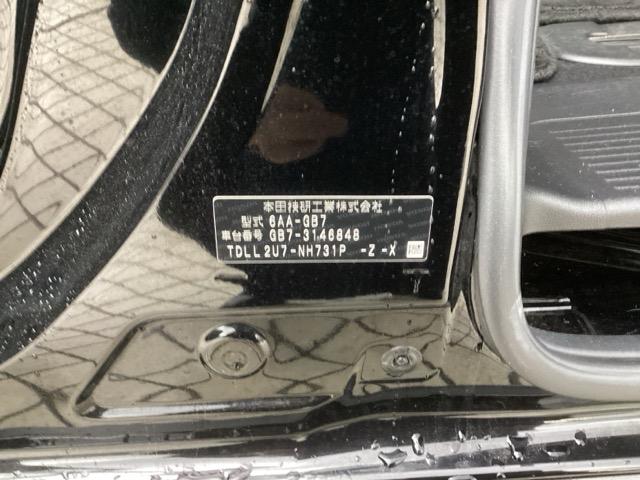 本田技研工業株式会社
型式 6AA-GB7
車台番号 GB7-3146848
TDLL2U7-NH731P -Z-X